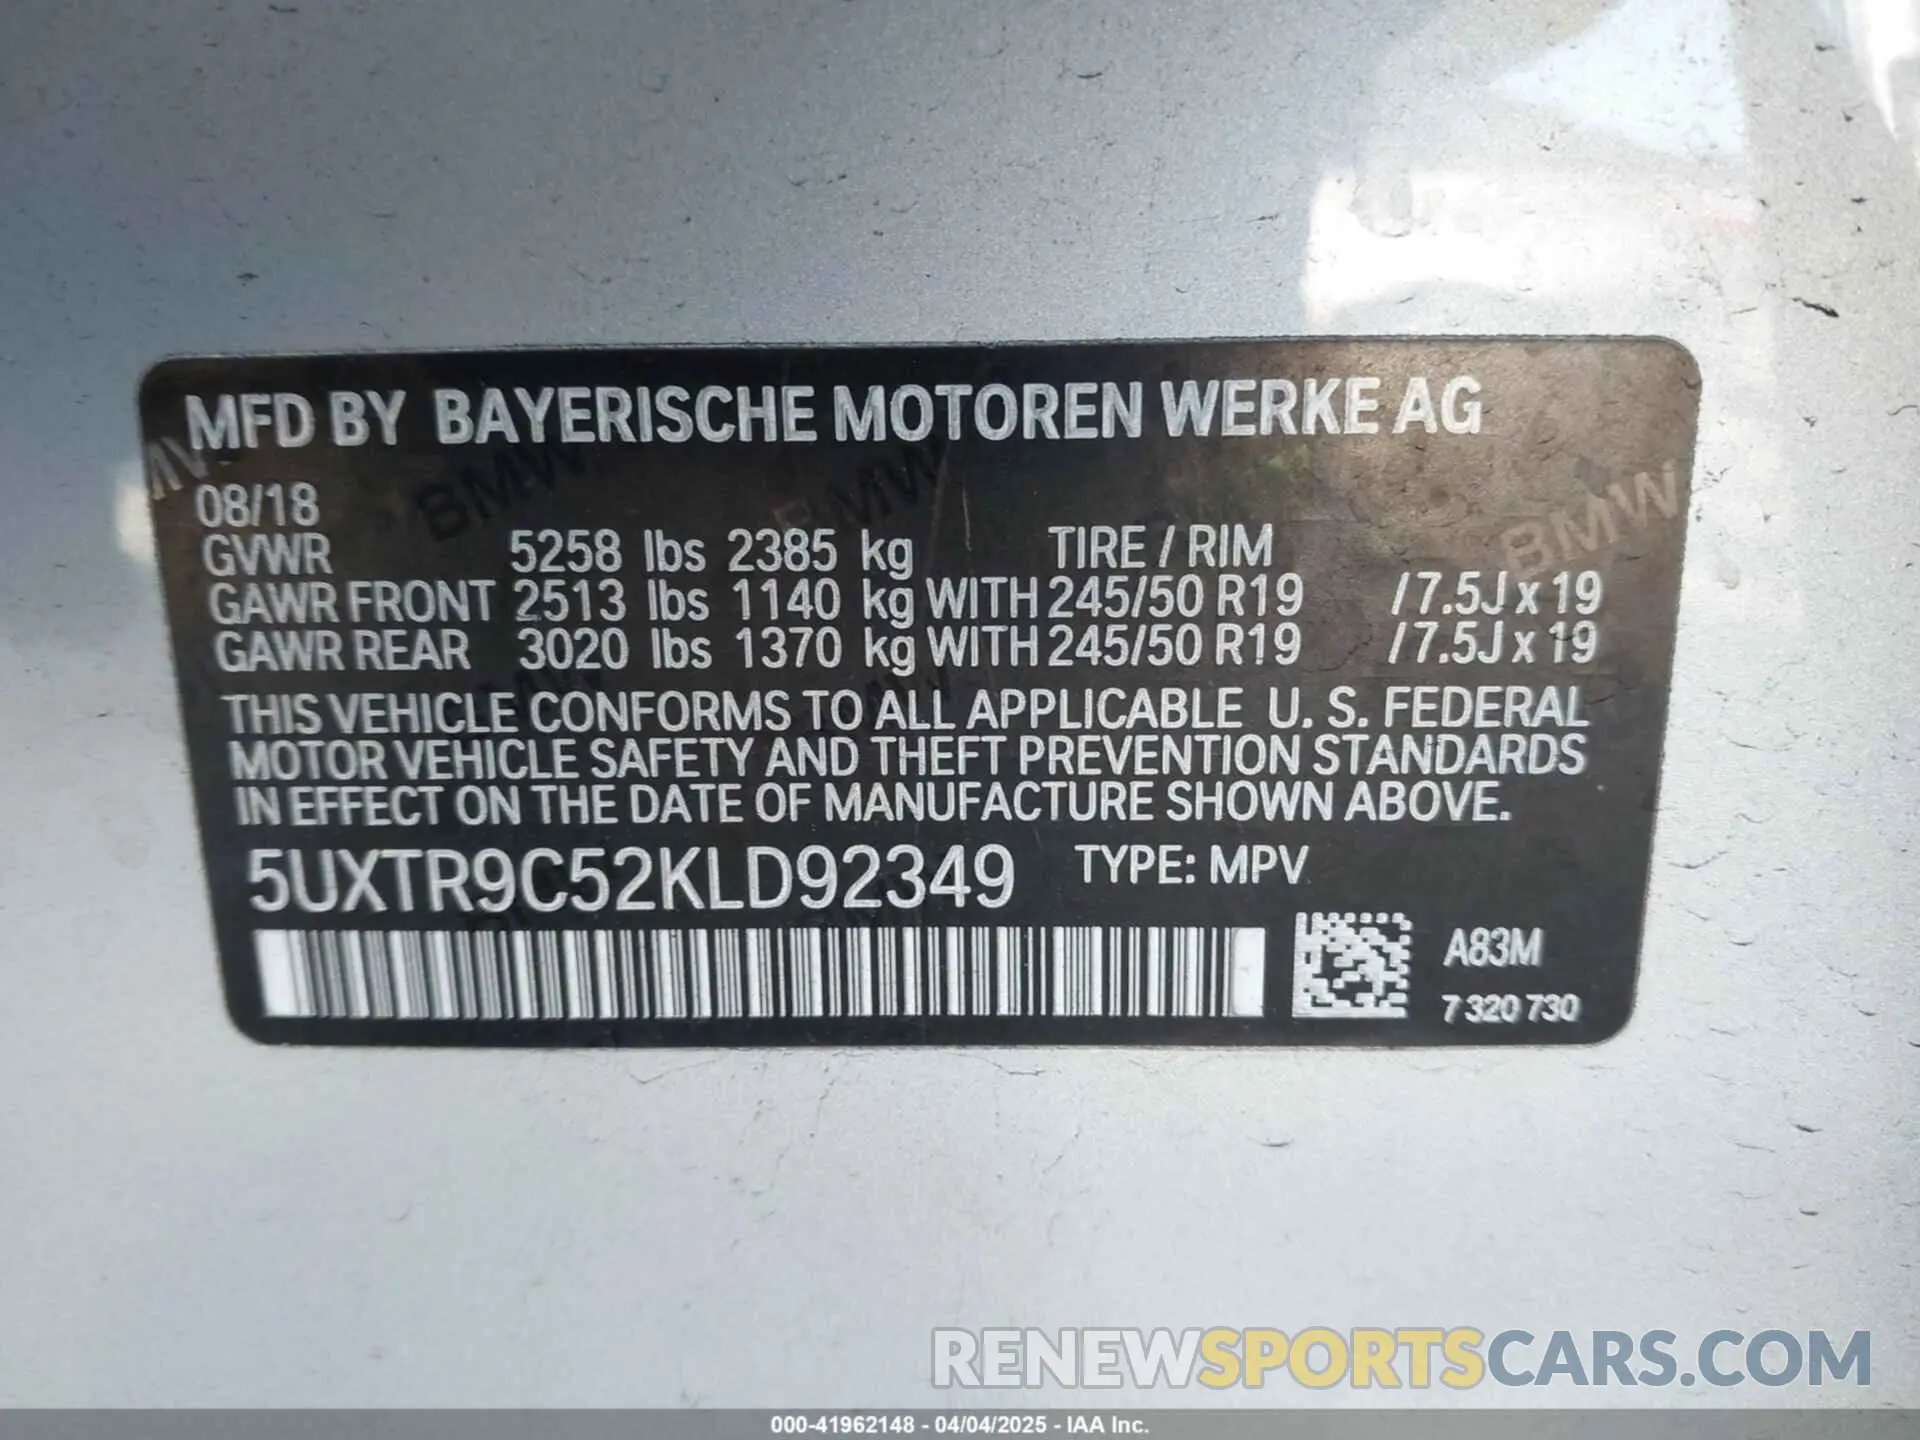 MFD BY BAYERISCHE MOTOREN WERKE AG
08/18
GVWR 5258 lbs 2385 kg TIRE / RIM
GAWR FRONT 2513 lbs 1140 kg WITH 245/50 R19 / 7.5J x 19
GAWR REAR 3020 lbs 1370 kg WITH 245/50 R19 / 7.5J x 19
THIS VEHICLE CONFORMS TO ALL APPLICABLE U. S. FEDERAL
MOTOR VEHICLE SAFETY AND THEFT PREVENTION STANDARDS
IN EFFECT ON THE DATE OF MANUFACTURE SHOWN ABOVE.
5UXTR9C52KLD92349 TYPE: MPV
A83M
7 320 730
RENEWSPORTSCARS.COM
000-41962148 - 04/04/2025 - IAA Inc.